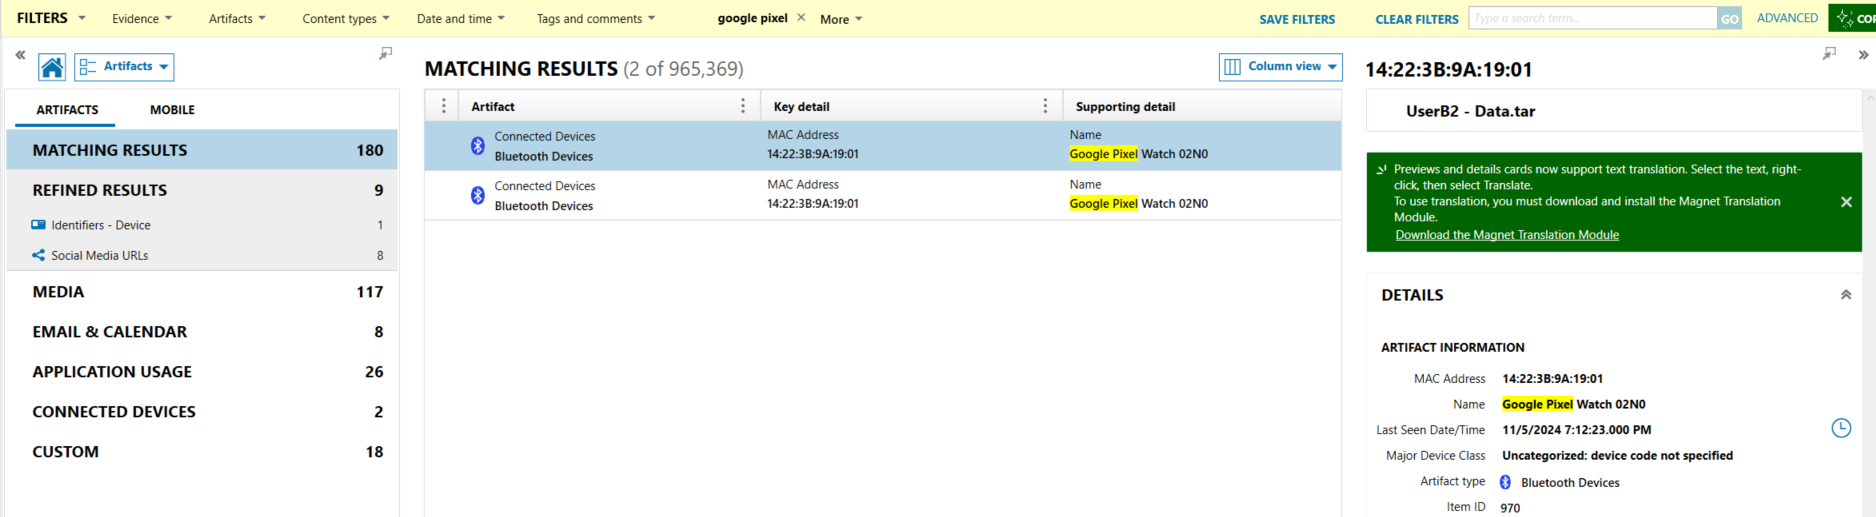 FILTERS Evidence Artifacts Content types Date and time Tags and comments google pixel × More SAVE FILTERS CLEAR FILTERS Type a search term... GO ADVANCED
« Artifacts
ARTIFACTS MOBILE
MATCHING RESULTS 180
REFINED RESULTS 9
Identifiers - Device 1
Social Media URLs 8
MEDIA 117
EMAIL & CALENDAR 8
APPLICATION USAGE 26
CONNECTED DEVICES 2
CUSTOM 18
MATCHING RESULTS (2 of 965,369) Column view
Artifact Key detail Supporting detail
Connected Devices MAC Address Name
Bluetooth Devices 14:22:3B:9A:19:01 Google Pixel Watch 02N0
Connected Devices MAC Address Name
Bluetooth Devices 14:22:3B:9A:19:01 Google Pixel Watch 02N0
14:22:3B:9A:19:01
UserB2 - Data.tar
Previews and details cards now support text translation. Select the text, right-
click, then select Translate.
To use translation, you must download and install the Magnet Translation
Module.
Download the Magnet Translation Module
DETAILS
ARTIFACT INFORMATION
MAC Address 14:22:3B:9A:19:01
Name Google Pixel Watch 02N0
Last Seen Date/Time 11/5/2024 7:12:23.000 PM
Major Device Class Uncategorized: device code not specified
Artifact type Bluetooth Devices
Item ID 970